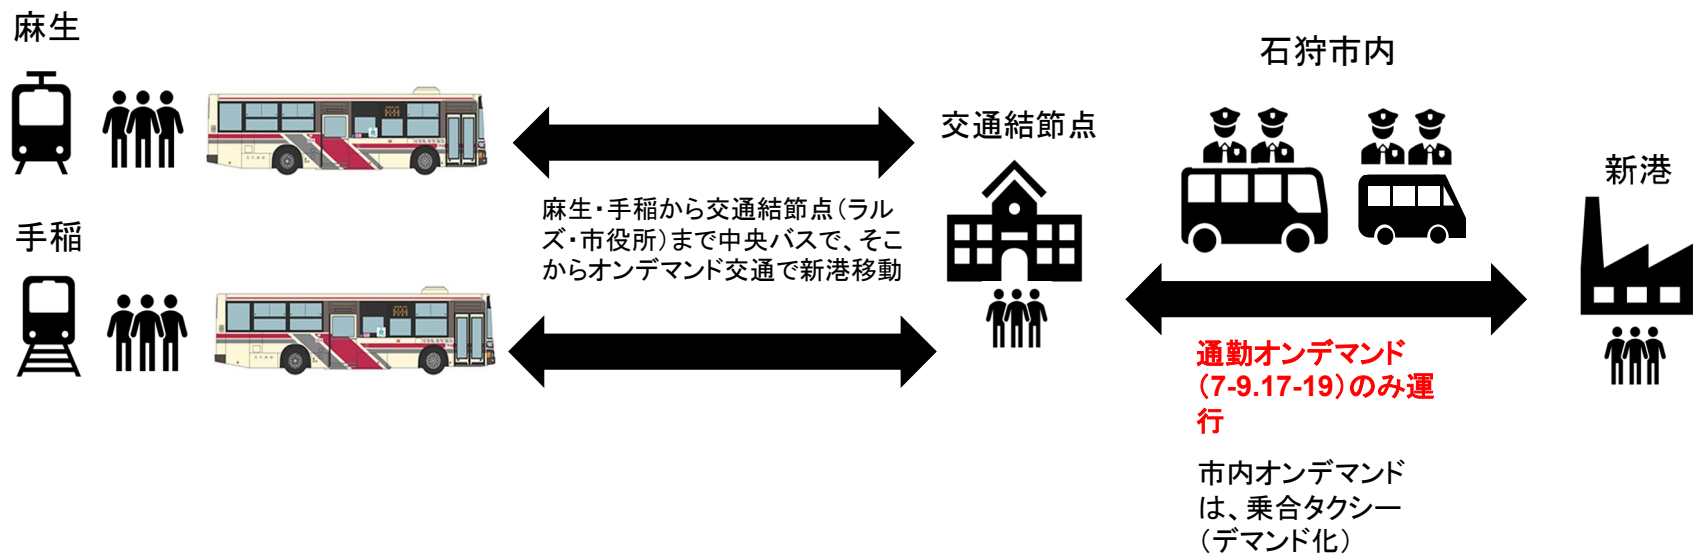 麻生
手稲
麻生・手稲から交通結節点（ラル
ズ・市役所）まで中央バスで、そこ
からオンデマンド交通で新港移動
交通結節点
石狩市内
通勤オンデマンド
（7-9.17-19）のみ運
行
市内オンデマンド
は、乗合タクシー
（デマンド化）
新港